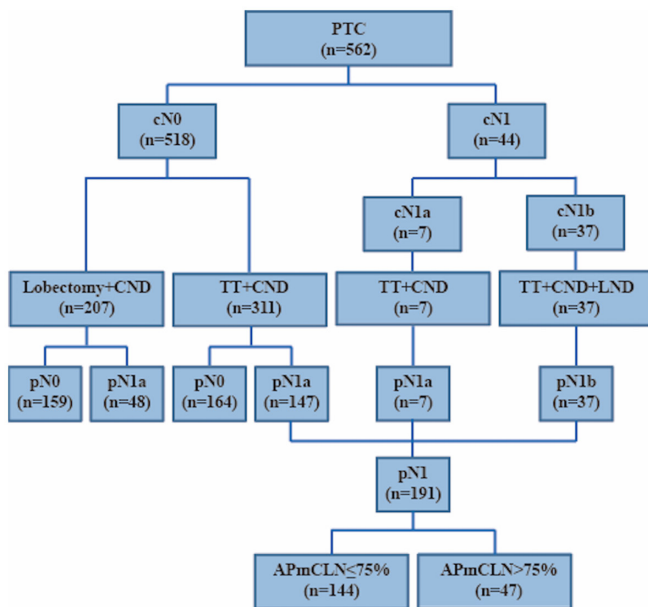 PTC
(n=562)
cN0
(n=518)
cN1
(n=44)
cN1a
(n=7)
cN1b
(n=37)
Lobectomy+CND
(n=207)
TT+CND
(n=311)
TT+CND
(n=7)
TT+CND+LND
(n=37)
pN0
(n=159)
pN1a
(n=48)
pN0
(n=164)
pN1a
(n=147)
pN1a
(n=7)
pN1b
(n=37)
pN1
(n=191)
APmCLN≤75%
(n=144)
APmCLN>75%
(n=47)